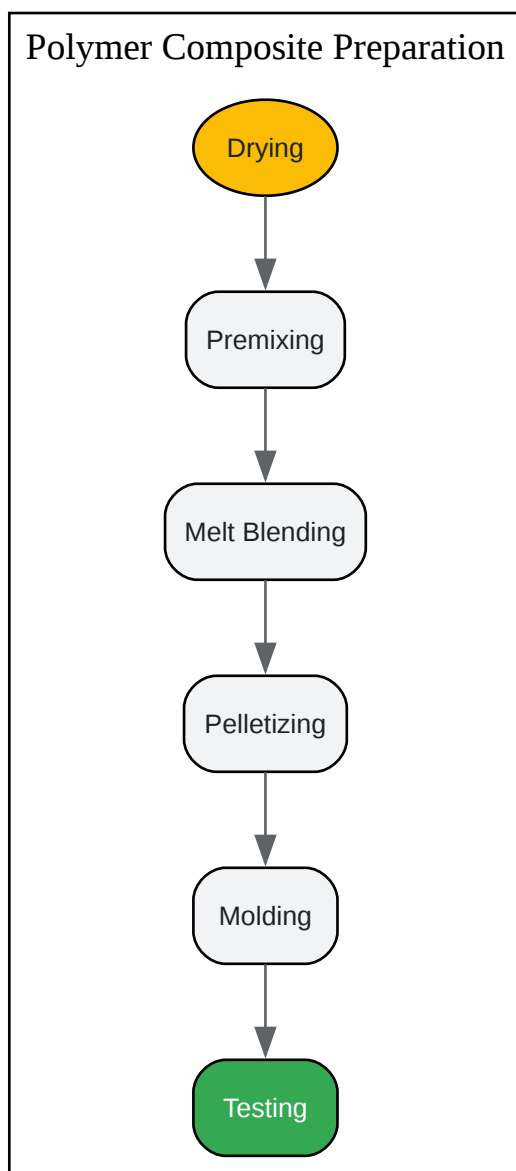 Polymer Composite Preparation
Drying
Premixing
Melt Blending
Pelletizing
Molding
Testing